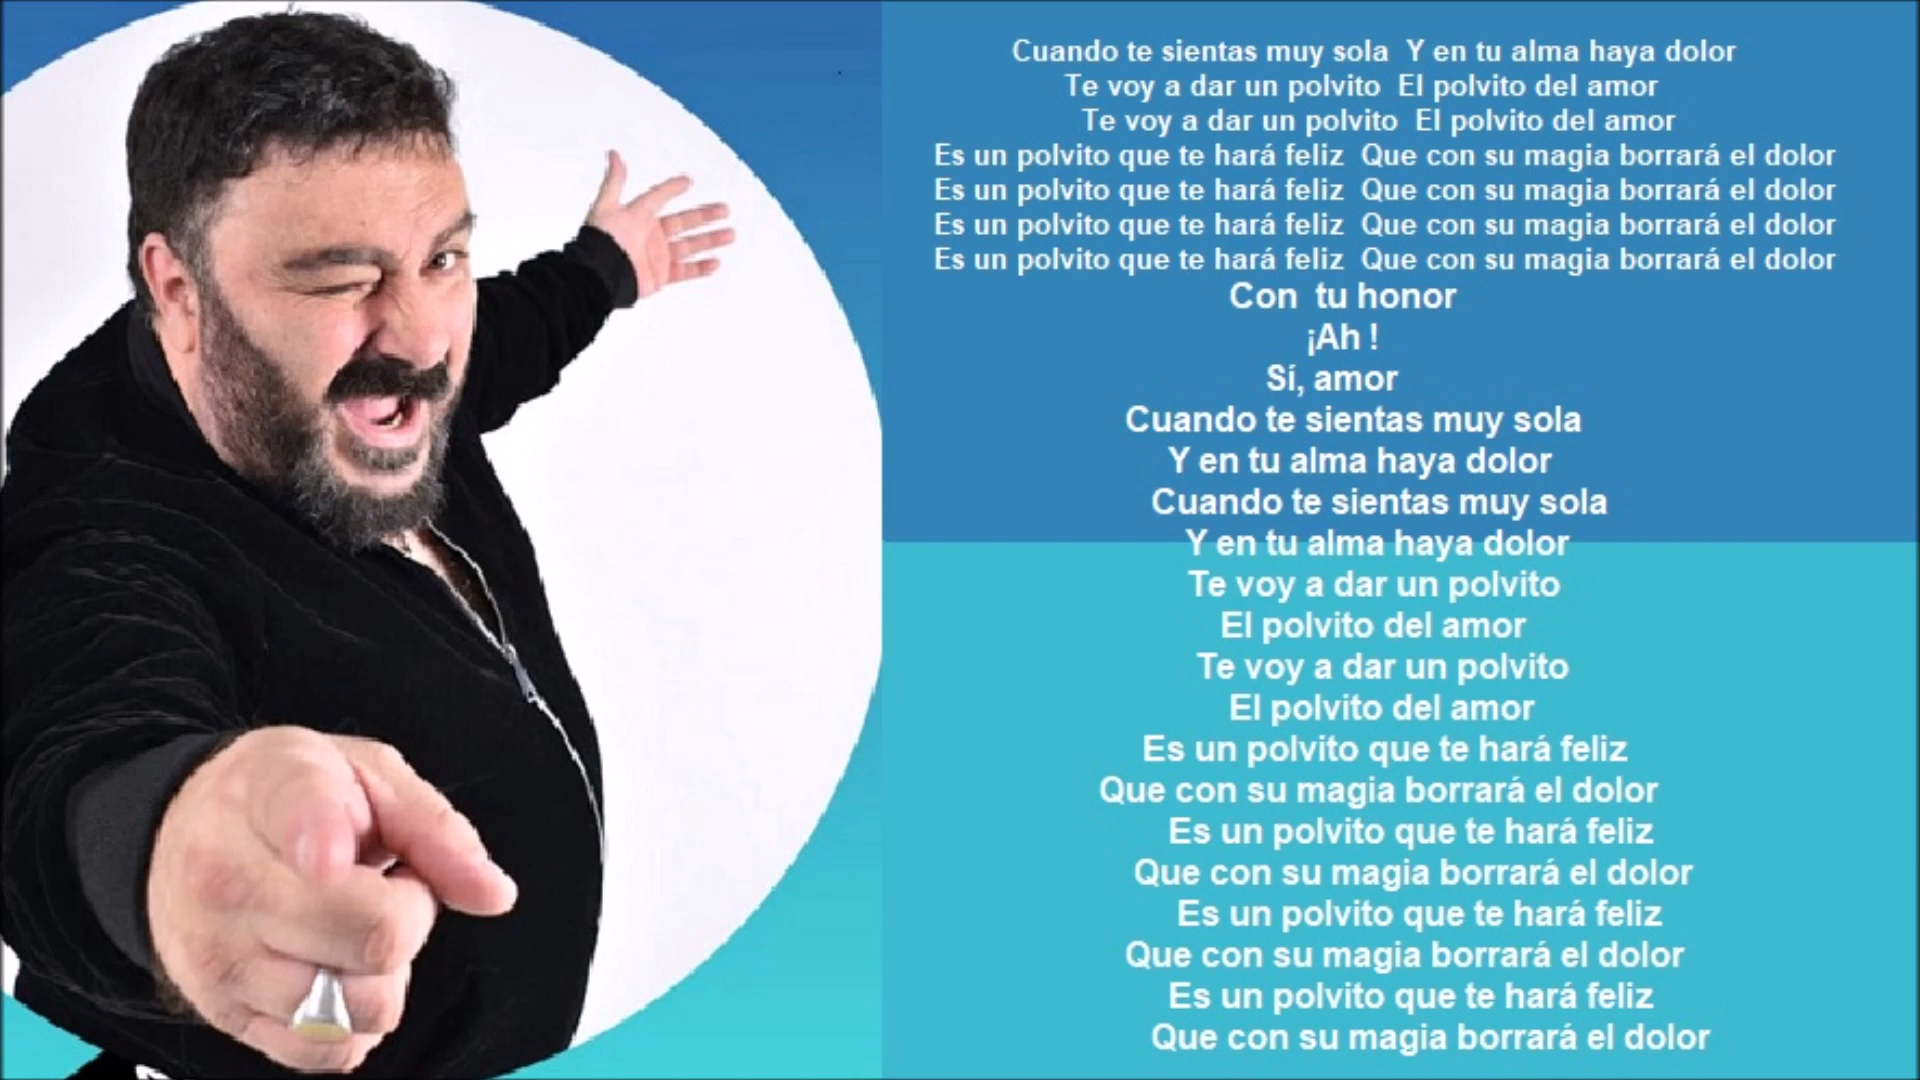 Cuando te sientas muy sola  Y en tu alma haya dolor
Te voy a dar un polvito  El polvito del amor
Te voy a dar un polvito  El polvito del amor
Es un polvito que te hará feliz  Que con su magia borrará el dolor
Es un polvito que te hará feliz  Que con su magia borrará el dolor
Es un polvito que te hará feliz  Que con su magia borrará el dolor
Es un polvito que te hará feliz  Que con su magia borrará el dolor
Con  tu honor
¡Ah !
Sí, amor
Cuando te sientas muy sola
Y en tu alma haya dolor
Cuando te sientas muy sola
Y en tu alma haya dolor
Te voy a dar un polvito
El polvito del amor
Te voy a dar un polvito
El polvito del amor
Es un polvito que te hará feliz
Que con su magia borrará el dolor
Es un polvito que te hará feliz
Que con su magia borrará el dolor
Es un polvito que te hará feliz
Que con su magia borrará el dolor
Es un polvito que te hará feliz
Que con su magia borrará el dolor